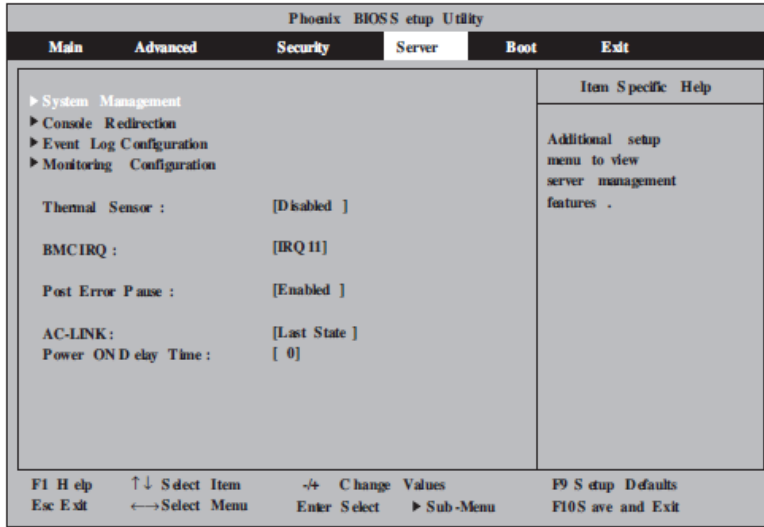 Phoenix BIOS Setup Utility
Main Advanced Security Server Boot Exit
▶ System Management
▶ Console Redirection
▶ Event Log Configuration
▶ Monitoring Configuration
Thermal Sensor : [Disabled ]
BMC IRQ : [IRQ 11]
Post Error Pause : [Enabled ]
AC-LINK : [Last State ]
Power ON Delay Time : [ 0]
Item Specific Help
Additional setup
menu to view
server management
features .
F1 Help ↑↓ Select Item -/+ Change Values F9 Setup Defaults
Esc Exit ←→ Select Menu Enter Select ▶ Sub-Menu F10 Save and Exit